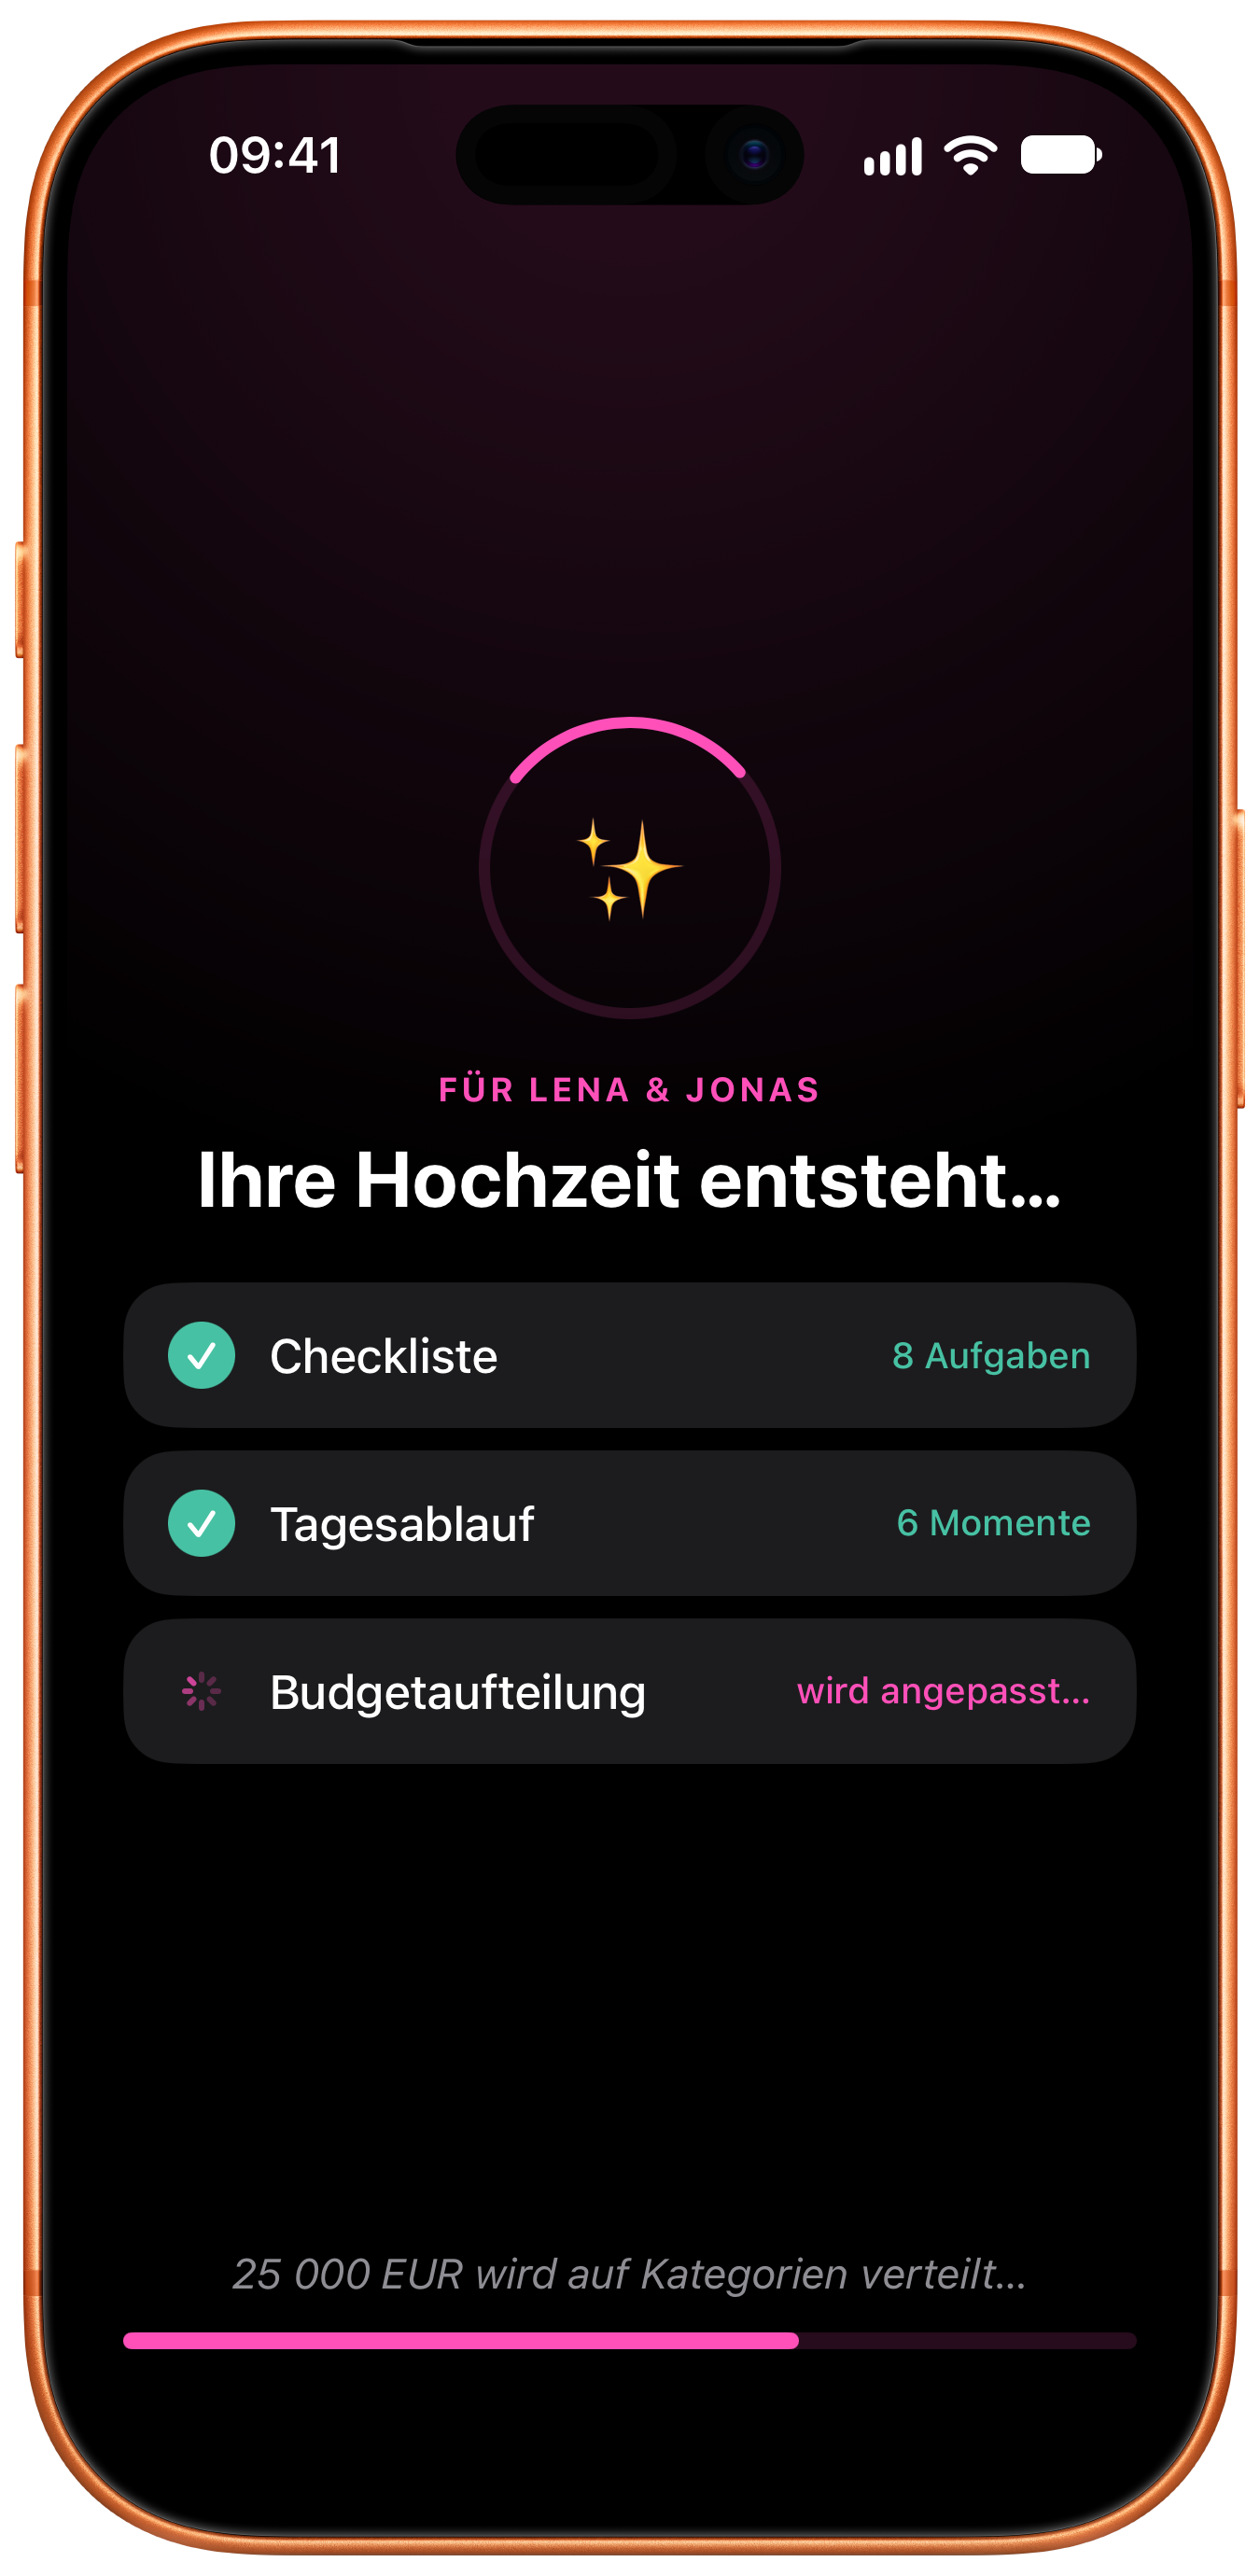 09:41
FÜR LENA & JONAS
Ihre Hochzeit entsteht…
Checkliste 8 Aufgaben
Tagesablauf 6 Momente
Budgetaufteilung wird angepasst…
25 000 EUR wird auf Kategorien verteilt…